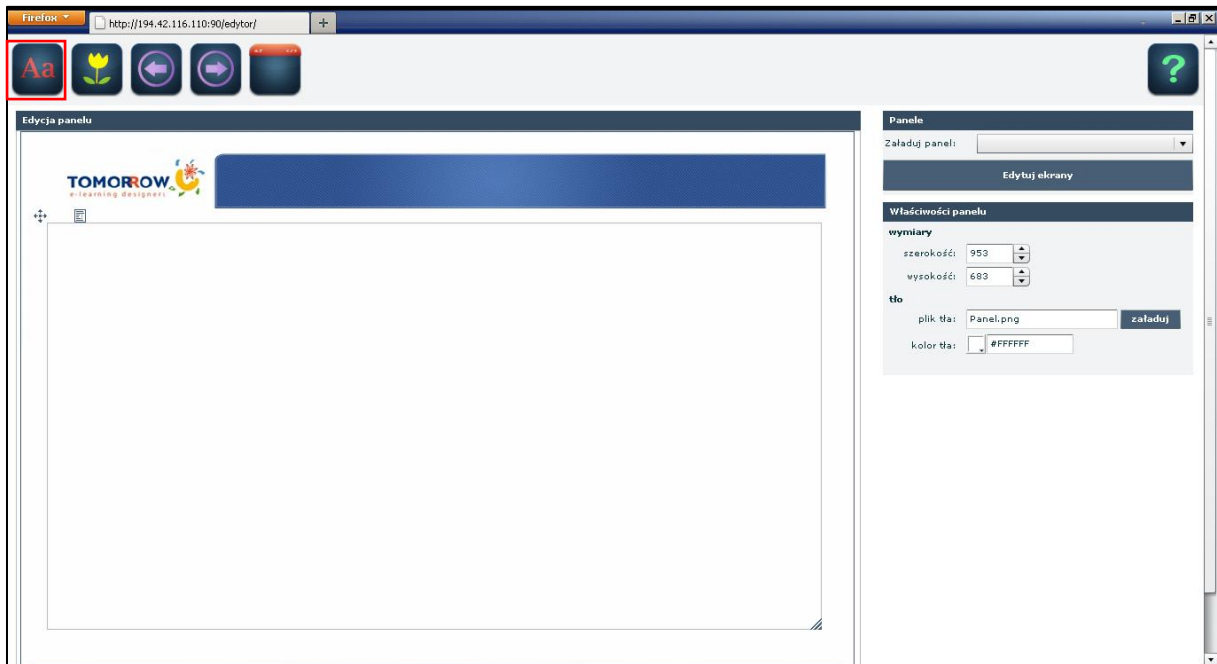 Firefox
http://194.42.116.110:90/edytor/
+
Aa
?
Edycja panelu
TOMORROW
e-learning designers
Panele
Załaduj panel:
Edytuj ekrany
Właściwości panelu
wymiary
szerokość: 953
wysokość: 683
tło
plik tła: Panel.png załaduj
kolor tła: #FFFFFF